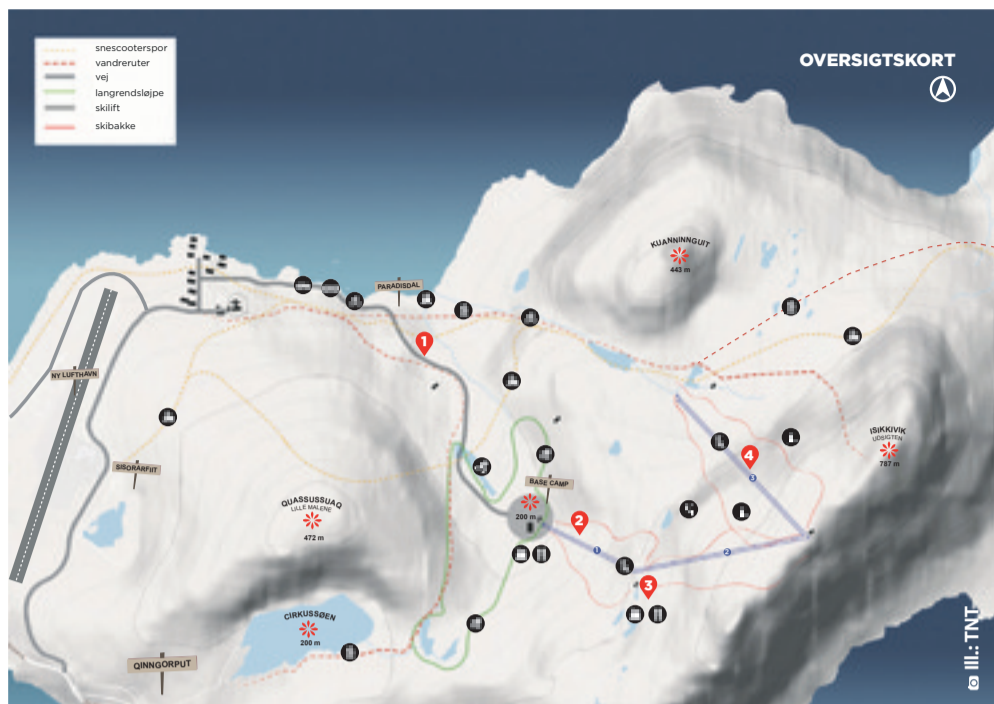 snescooterspor
vandreruter
vej
langrendsløjpe
skilift
skibakke
OVERSIGTSKORT
KUANNINNGUIT
443 m
PARADISDAL
1
NY LUFTHAVN
SISORARFIIT
ISIKKIVIK
UDSIGTEN
787 m
4
3
BASE CAMP
200 m
QUASSUSSUAQ
LILLE MALENE
472 m
2
1
2
3
CIRKUSSØEN
200 m
QINNGORPUT
Ill.: TNT